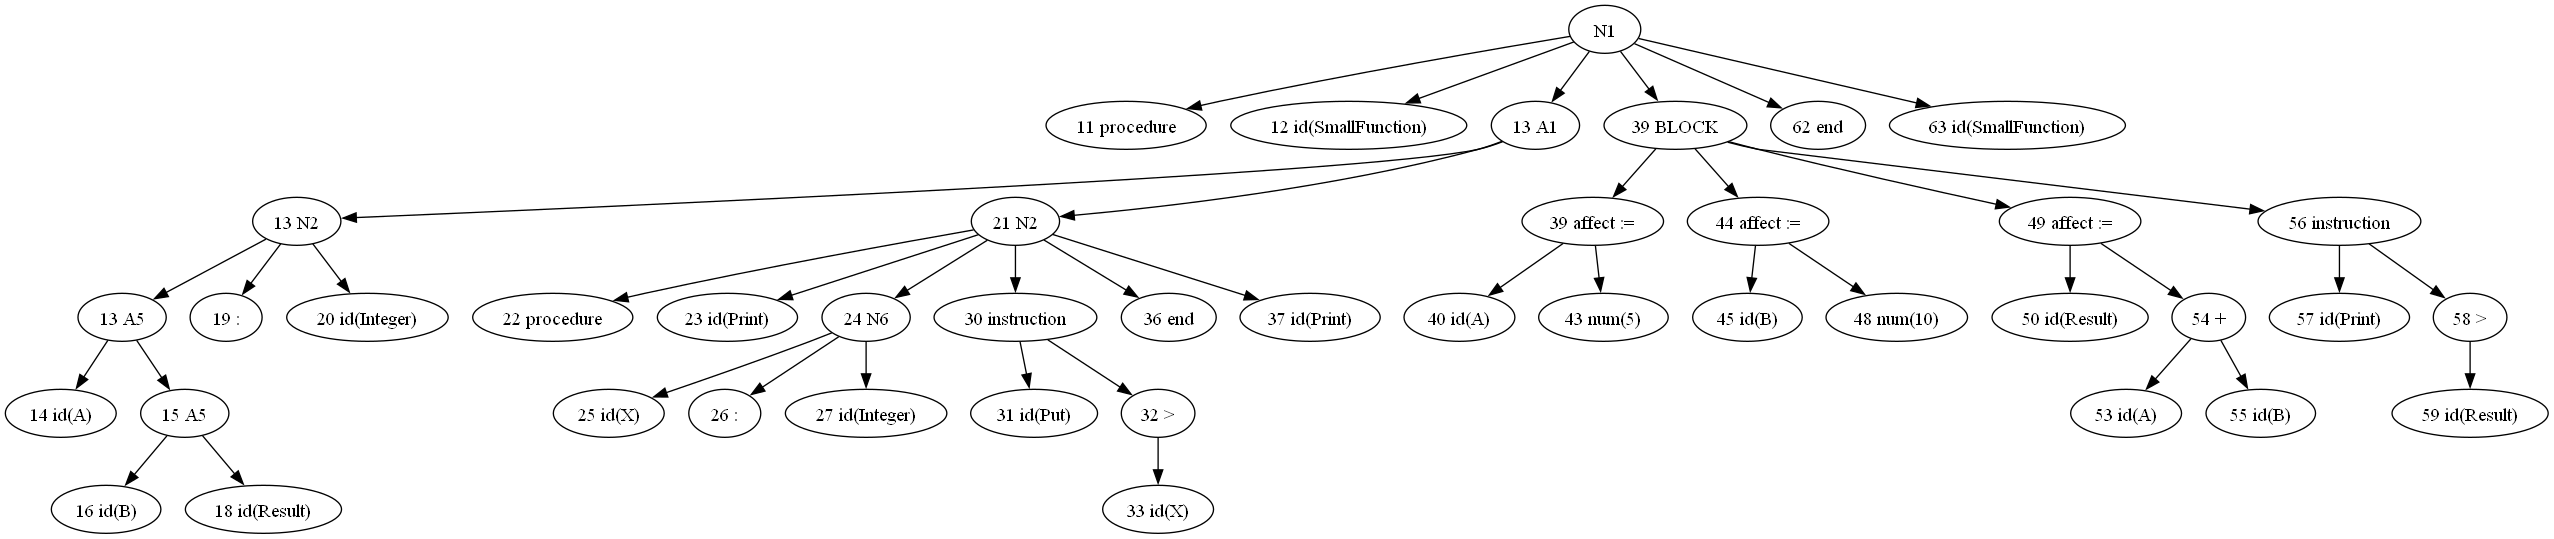 N1
11 procedure
12 id(SmallFunction)
13 A1
39 BLOCK
62 end
63 id(SmallFunction)
13 N2
21 N2
39 affect :=
44 affect :=
49 affect :=
56 instruction
13 A5
19 :
20 id(Integer)
22 procedure
23 id(Print)
24 N6
30 instruction
36 end
37 id(Print)
40 id(A)
43 num(5)
45 id(B)
48 num(10)
50 id(Result)
54 +
57 id(Print)
58 >
14 id(A)
15 A5
25 id(X)
26 :
27 id(Integer)
31 id(Put)
32 >
53 id(A)
55 id(B)
59 id(Result)
16 id(B)
18 id(Result)
33 id(X)